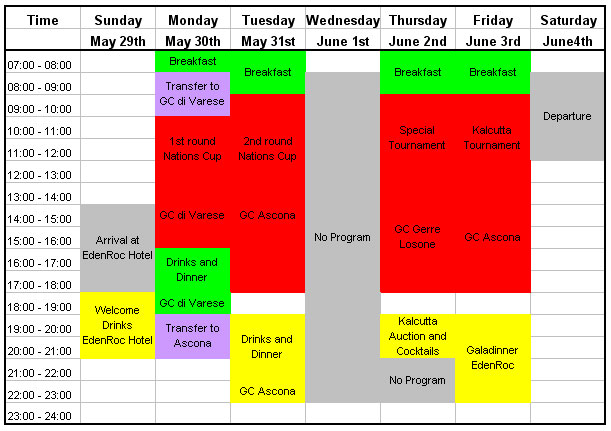 Time Sunday Monday Tuesday Wednesday Thursday Friday Saturday
May 29th May 30th May 31st June 1st June 2nd June 3rd June4th
07:00 - 08:00 Breakfast
Breakfast Breakfast Breakfast
08:00 - 09:00 Transfer to
09:00 - 10:00 GC di Varese
Departure
10:00 - 11:00 1st round 2nd round Special Kalcutta
11:00 - 12:00 Nations Cup Nations Cup Tournament Tournament
12:00 - 13:00
13:00 - 14:00
14:00 - 15:00 GC di Varese GC Ascona GC Gerre GC Ascona
15:00 - 16:00 Arrival at No Program Losone
16:00 - 17:00 EdenRoc Hotel Drinks and
17:00 - 18:00 Dinner
18:00 - 19:00 Welcome GC di Varese
19:00 - 20:00 Drinks Transfer to Drinks and Kalcutta
20:00 - 21:00 EdenRoc Hotel Ascona Dinner Auction and Galadinner
Cocktails EdenRoc
21:00 - 22:00 No Program
22:00 - 23:00 GC Ascona
23:00 - 24:00